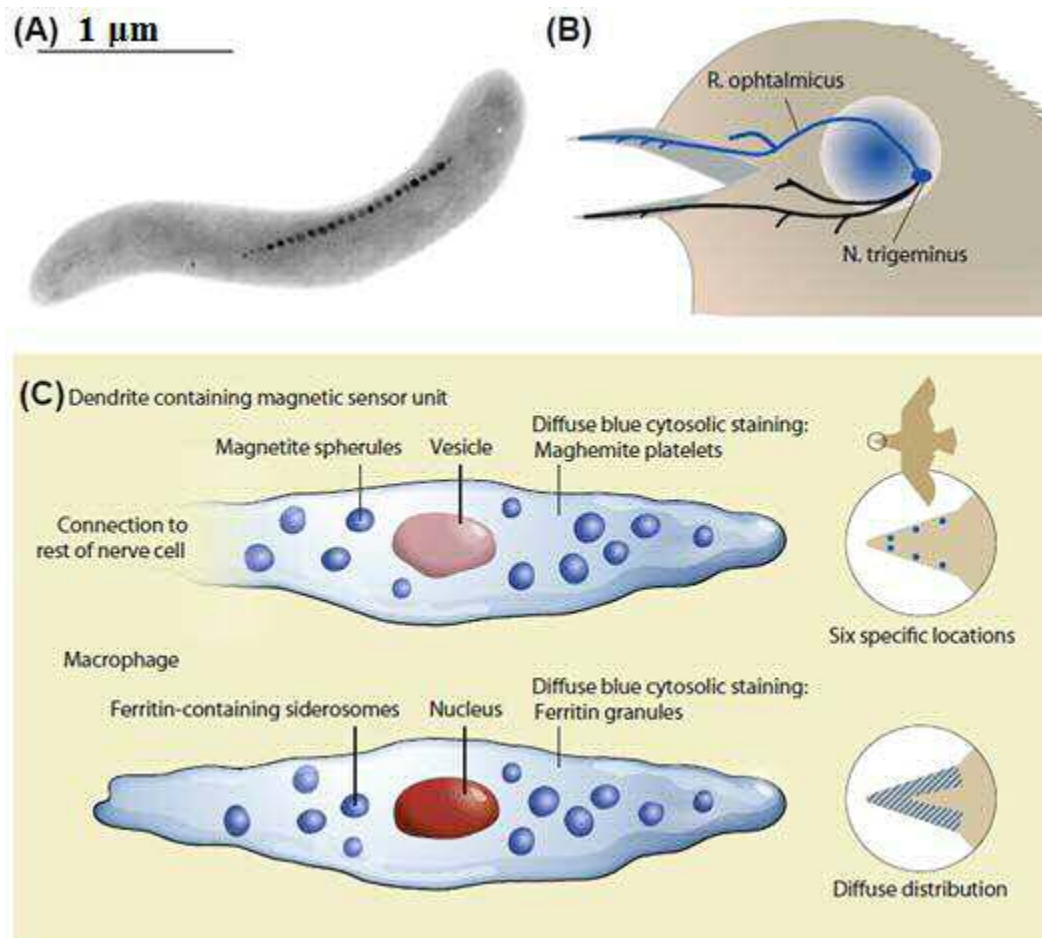 (A) 1 μm
(B)
R. ophtalmicus
N. trigeminus
(C) Dendrite containing magnetic sensor unit
Magnetite spherules
Vesicle
Diffuse blue cytosolic staining:
Maghemite platelets
Connection to
rest of nerve cell
Six specific locations
Macrophage
Ferritin-containing siderosomes
Nucleus
Diffuse blue cytosolic staining:
Ferritin granules
Diffuse distribution